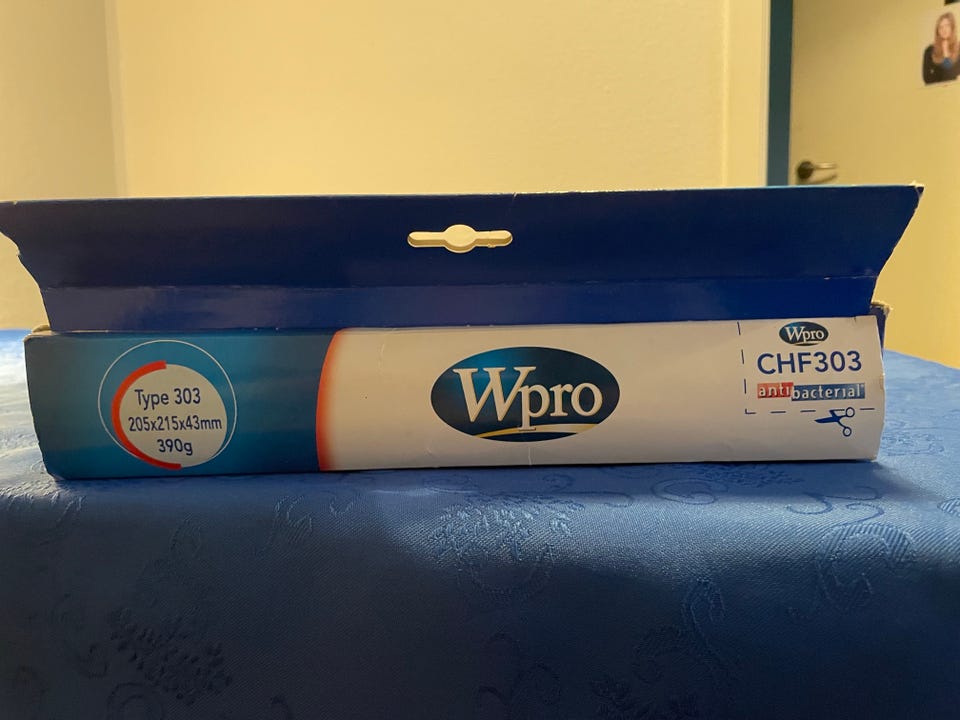 Type 303
205x215x43mm
390g
Wpro
Wpro
CHF303
antibacterial